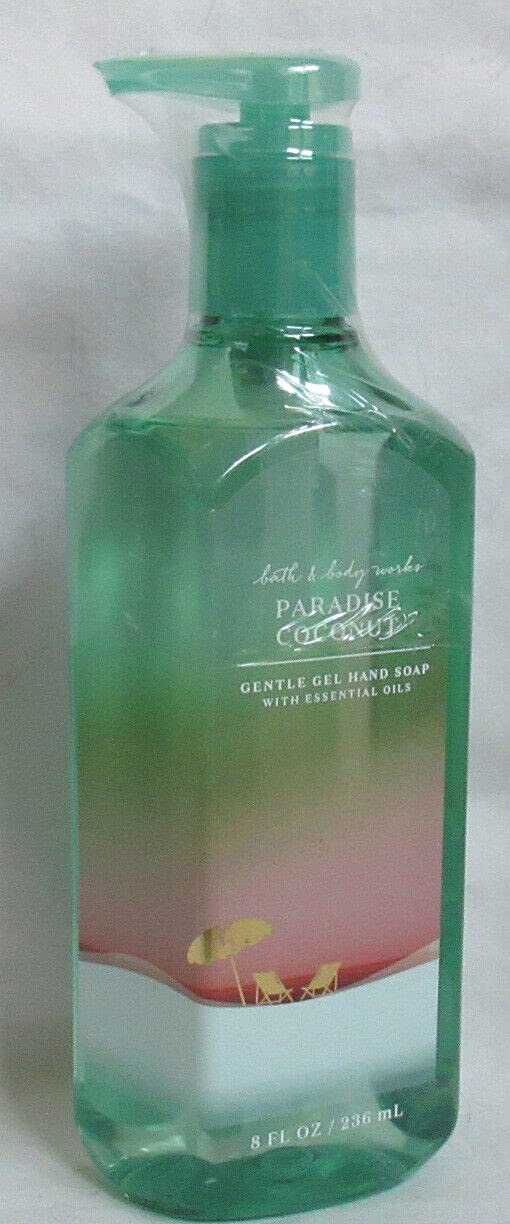 bath & body works
PARADISE
COCONUT
GENTLE GEL HAND SOAP
WITH ESSENTIAL OILS
8 FL OZ / 236 mL